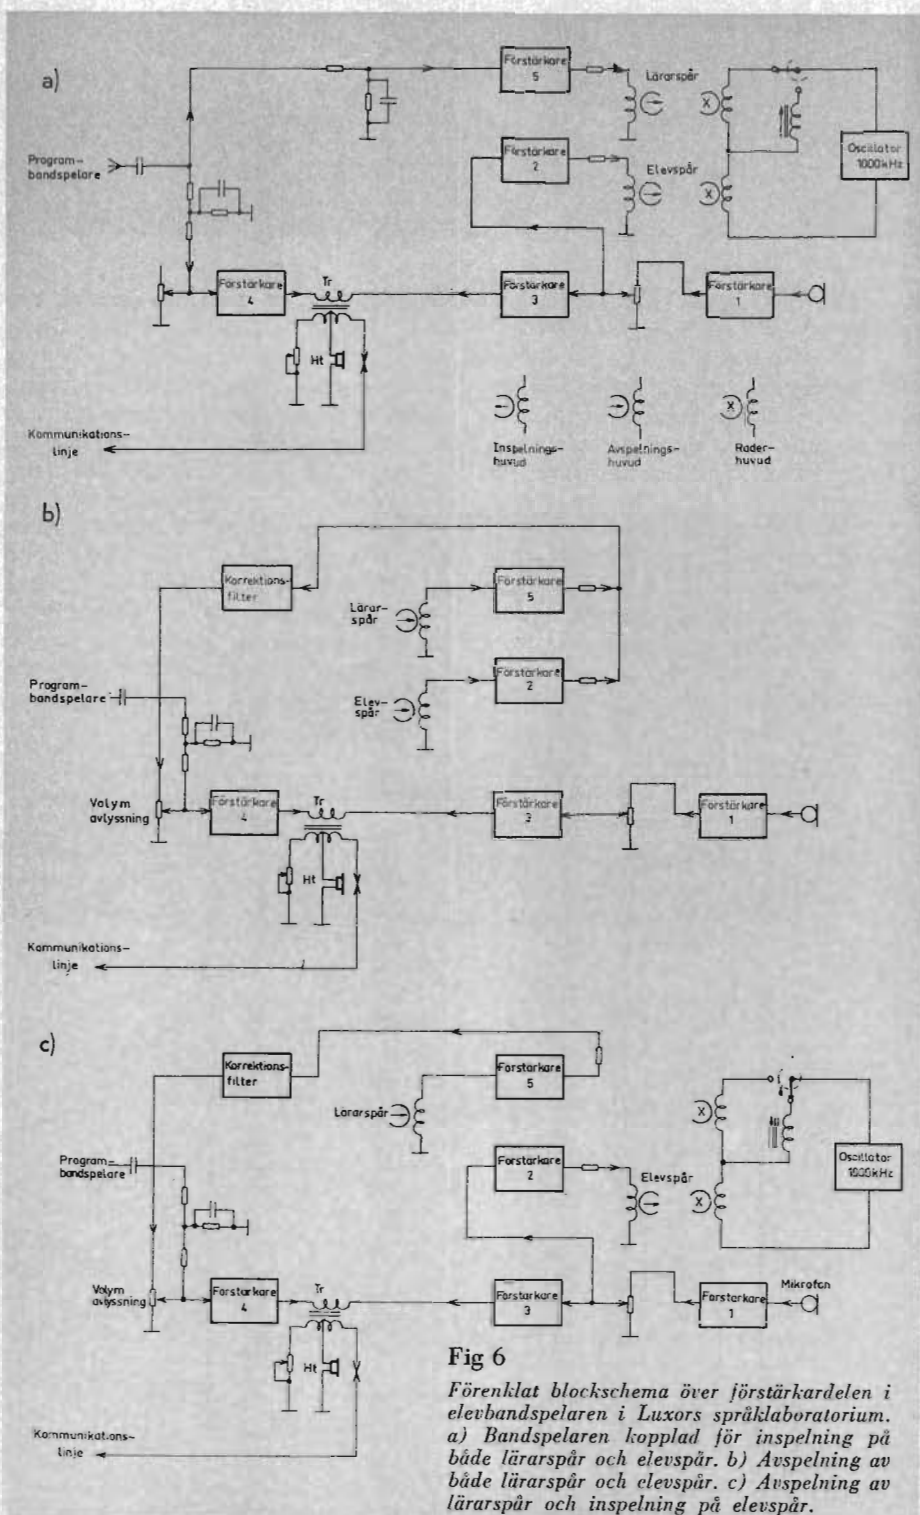 a)
Förstärkare
5
Lärarspår
Program-
bandspelare
Förstärkare
2
Elevspår
Oscillator
1000kHz
Förstärkare
4
Tr
Förstärkare
3
Förstärkare
1
Ht
Kommunikations-
linje
Inspelnings-
huvud
Avspelnings-
huvud
Rader-
huvud
b)
Korrektions-
filter
Lärar-
spår
Förstärkare
5
Program-
bandspelare
Elev-
spår
Förstärkare
2
Volym
avlyssning
Förstärkare
4
Tr
Förstärkare
3
Förstärkare
1
Ht
Kommunikations-
linje
c)
Korrektions-
filter
Förstärkare
5
Lärarspår
Program-
bandspelare
Förstärkare
2
Elevspår
Oscillator
1000kHz
Volym
avlyssning
Förstärkare
4
Tr
Förstärkare
3
Förstärkare
1
Mikrofon
Ht
Kommunikations-
linje
Fig 6
Förenklat blockschema över förstärkardelen i
elevbandspelaren i Luxors språklaboratorium.
a) Bandspelaren kopplad för inspelning på
både lärarspår och elevspår. b) Avspelning av
både lärarspår och elevspår. c) Avspelning av
lärarspår och inspelning på elevspår.